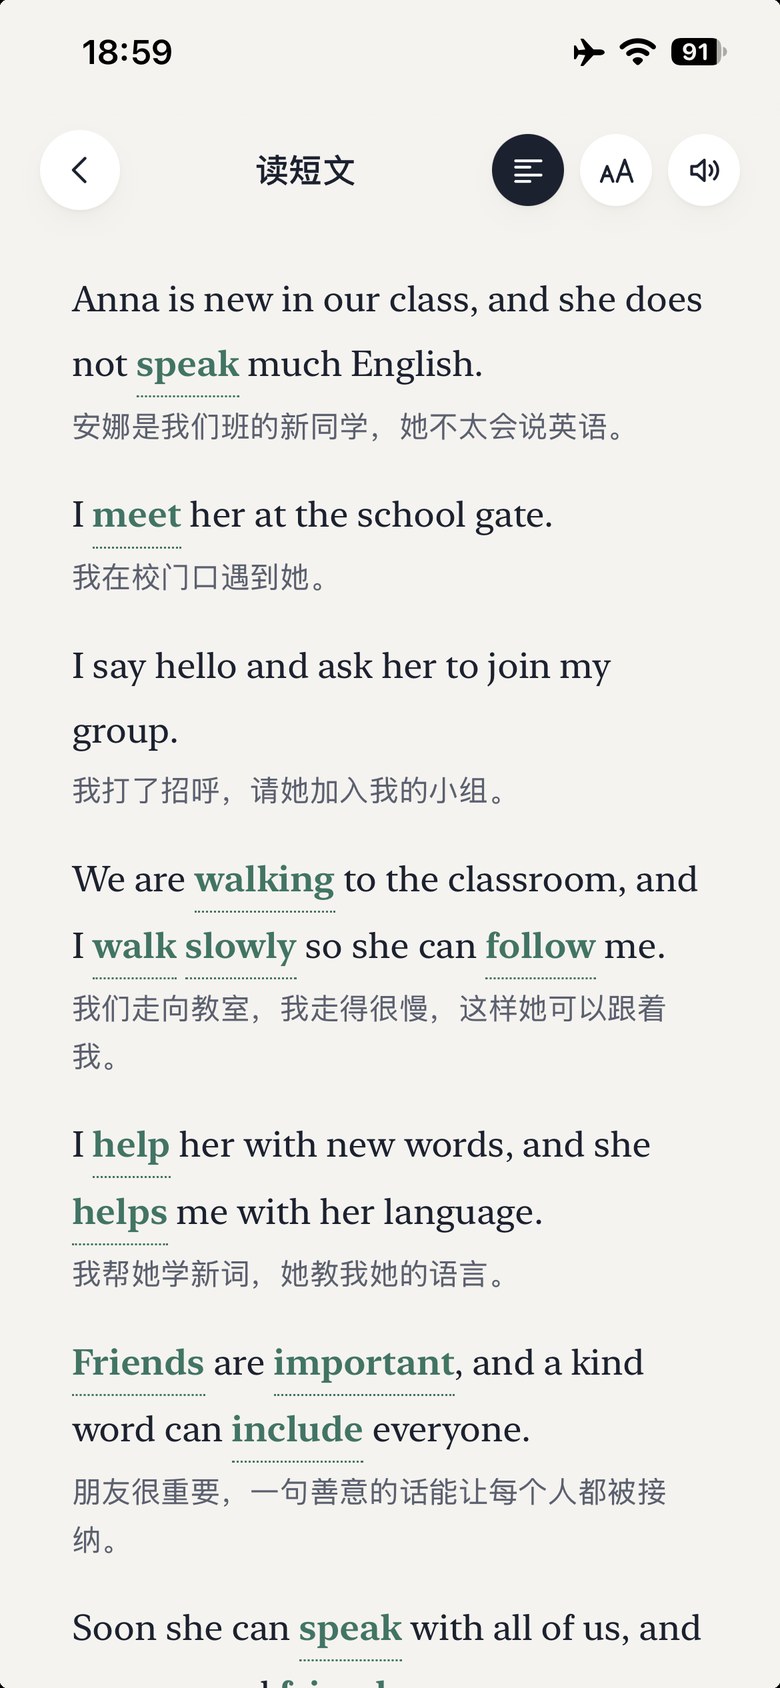 18:59
91
读短文
AA
Anna is new in our class, and she does
not speak much English.
安娜是我们班的新同学，她不太会说英语。
I meet her at the school gate.
我在校门口遇到她。
I say hello and ask her to join my
group.
我打了招呼，请她加入我的小组。
We are walking to the classroom, and
I walk slowly so she can follow me.
我们走向教室，我走得很慢，这样她可以跟着
我。
I help her with new words, and she
helps me with her language.
我帮她学新词，她教我她的语言。
Friends are important, and a kind
word can include everyone.
朋友很重要，一句善意的话能让每个人都被接
纳。
Soon she can speak with all of us, and